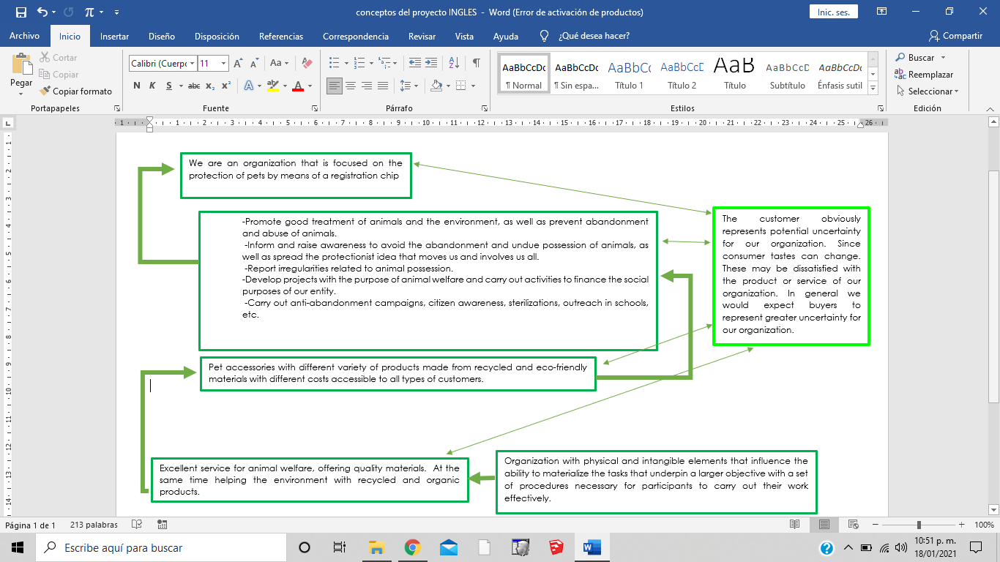 conceptos del proyecto INGLES - Word (Error de activación de productos)
Inic. ses.
Archivo Inicio Insertar Diseño Disposición Referencias Correspondencia Revisar Vista Ayuda ¿Qué desea hacer? Compartir
Pegar
Cortar
Copiar
Copiar formato
Portapapeles
Calibri (Cuerpo 11
N K S abc x₂ x²
Fuente
Párrafo
AaBbCcDc AaBbCcDc AaBbCc AaBbCcD AaB AaBbCcD AaBbCcDc
¶ Normal ¶ Sin espa... Título 1 Título 2 Título Subtítulo Énfasis sutil
Estilos
Buscar
Reemplazar
Seleccionar
Edición
We are an organization that is focused on the
protection of pets by means of a registration chip
-Promote good treatment of animals and the environment, as well as prevent abandonment
and abuse of animals.
-Inform and raise awareness to avoid the abandonment and undue possession of animals, as
well as spread the protectionist idea that moves us and involves us all.
-Report irregularities related to animal possession.
-Develop projects with the purpose of animal welfare and carry out activities to finance the social
purposes of our entity.
-Carry out anti-abandonment campaigns, citizen awareness, sterilizations, outreach in schools,
etc.
The customer obviously
represents potential uncertainty
for our organization. Since
consumer tastes can change.
These may be dissatisfied with
the product or service of our
organization. In general we
would expect buyers to
represent greater uncertainty for
our organization.
Pet accessories with different variety of products made from recycled and eco-friendly
materials with different costs accessible to all types of customers.
Excellent service for animal welfare, offering quality materials. At the
same time helping the environment with recycled and organic
products.
Organization with physical and intangible elements that influence the
ability to materialize the tasks that underpin a larger objective with a set
of procedures necessary for participants to carry out their work
effectively.
Página 1 de 1 213 palabras 100%
Escribe aquí para buscar
10:51 p. m.
18/01/2021